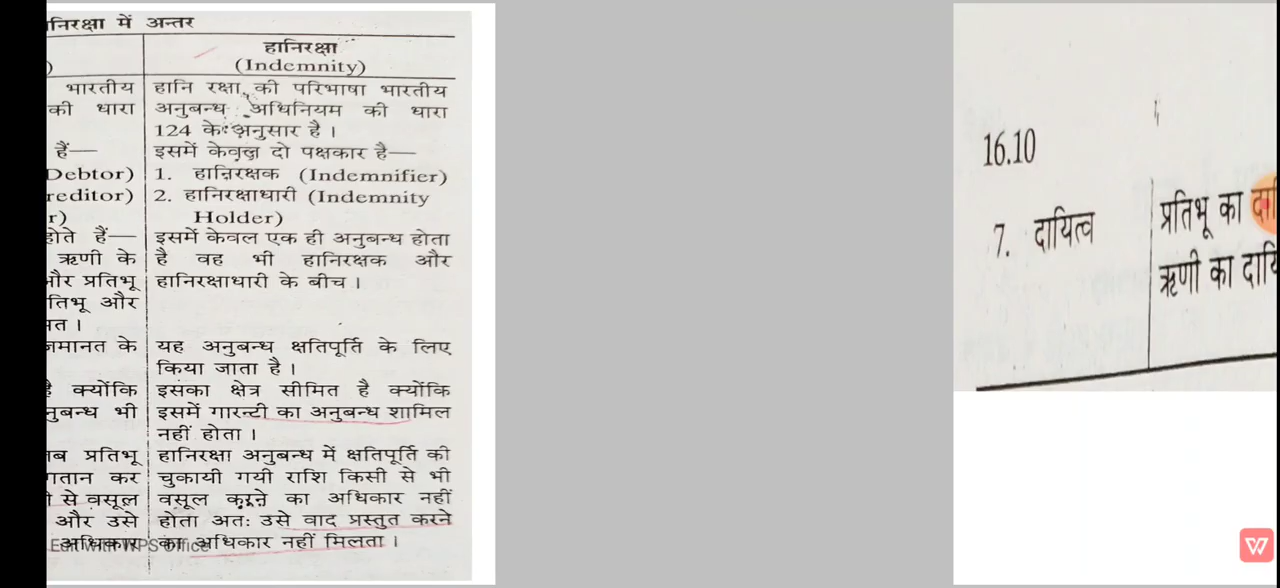 निरक्षा में अन्तर
हानिरक्षा
)
(Indemnity)
भारतीय
हानि रक्षा की परिभाषा भारतीय
की धारा
अनुबन्ध अधिनियम की धारा
124 के अनुसार है ।
हैं—
इसमें केवल दो पक्षकार है—
Debtor)
1. हानिरक्षक (Indemnifier)
reditor)
2. हानिरक्षाधारी (Indemnity
r)
Holder)
होते हैं—
इसमें केवल एक ही अनुबन्ध होता
ऋणी के
है वह भी हानिरक्षक और
और प्रतिभू
हानिरक्षाधारी के बीच ।
तिभू और
जमानत के
यह अनुबन्ध क्षतिपूर्ति के लिए
किया जाता है ।
है क्योंकि
इसका क्षेत्र सीमित है क्योंकि
नुबन्ध भी
इसमें गारन्टी का अनुबन्ध शामिल
नहीं होता ।
प्रतिभू
हानिरक्षा अनुबन्ध में क्षतिपूर्ति की
गतान कर
चुकायी गयी राशि किसी से भी
से वसूल
वसूल करने का अधिकार नहीं
और उसे
होता अतः उसे वाद प्रस्तुत करने
अधिकार
का अधिकार नहीं मिलता ।
Edit with WPS Office
16.10
7. दायित्व
प्रतिभू का
ऋणी का दायि